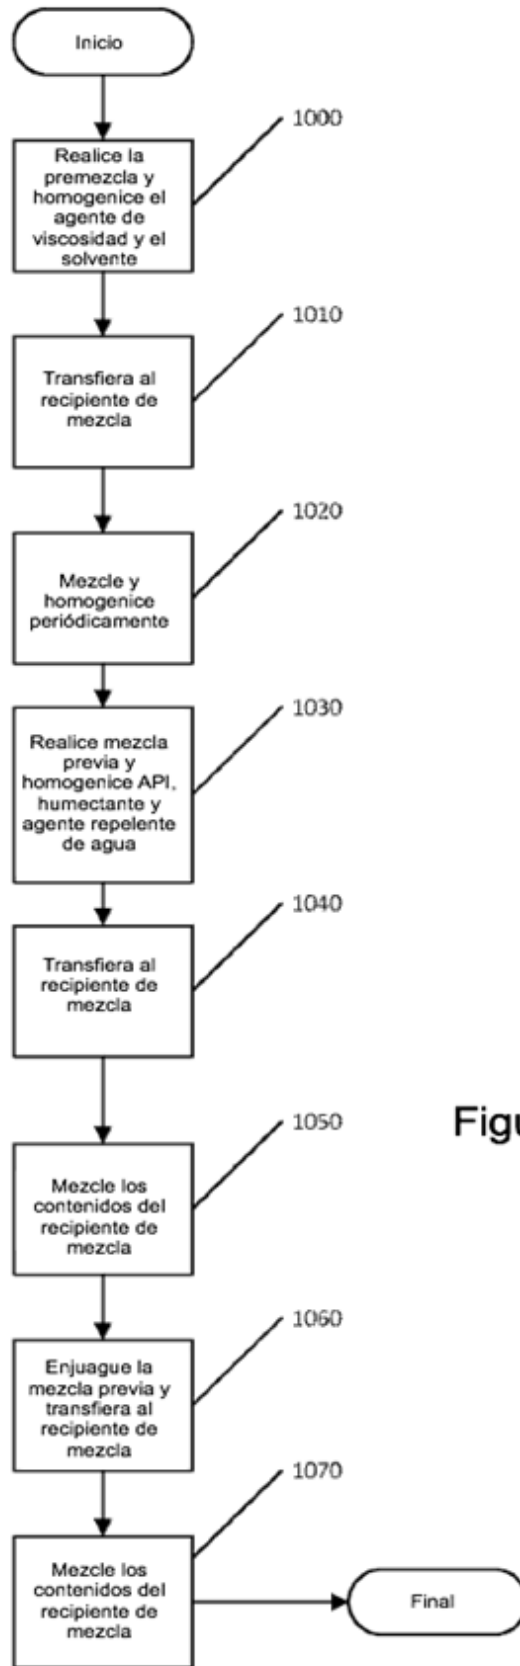 Inicio
1000
Realice la
premezcla y
homogenice el
agente de
viscosidad y el
solvente
1010
Transfiera al
recipiente de
mezcla
1020
Mezcle y
homogenice
periódicamente
1030
Realice mezcla
previa y
homogenice API,
humectante y
agente repelente
de agua
1040
Transfiera al
recipiente de
mezcla
1050
Figu
Mezcle los
contenidos del
recipiente de
mezcla
1060
Enjuague la
mezcla previa y
transfiera al
recipiente de
mezcla
1070
Mezcle los
contenidos del
recipiente de
mezcla
Final